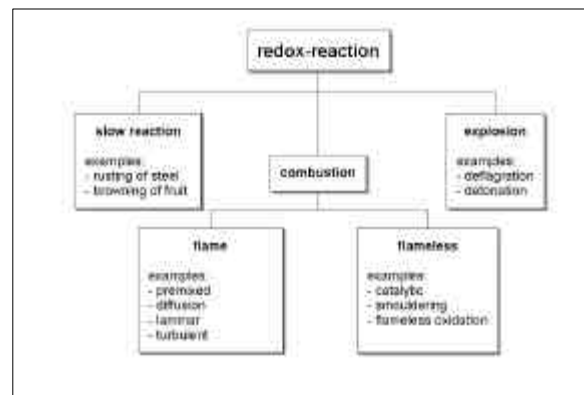 redox-reaction
slow reaction
examples:
- rusting of steel
- browning of fruit
combustion
explosion
examples:
- deflagration
- detonation
flame
examples:
- premixed
- diffusion
- laminar
- turbulent
flameless
examples:
- catalytic
- smouldering
- flameless oxidation